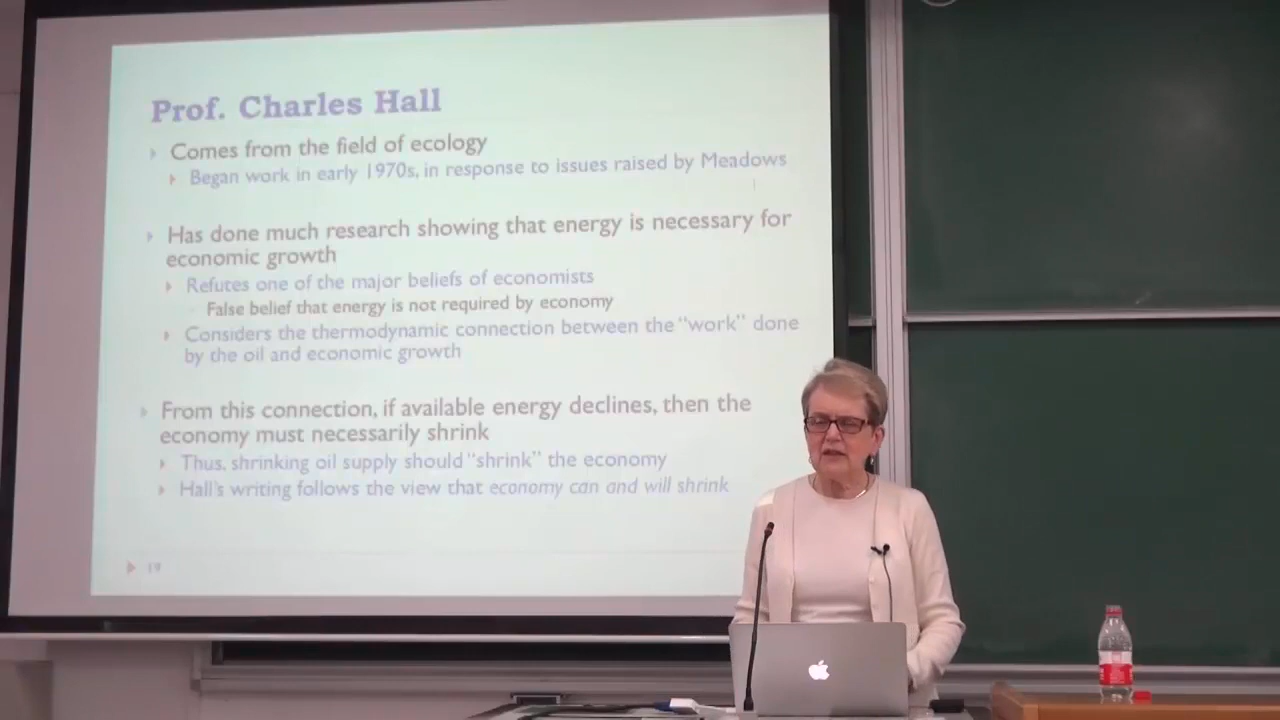 Prof. Charles Hall
Comes from the field of ecology
Began work in early 1970s, in response to issues raised by Meadows
Has done much research showing that energy is necessary for
economic growth
Refutes one of the major beliefs of economists
False belief that energy is not required by economy
Considers the thermodynamic connection between the “work” done
by the oil and economic growth
From this connection, if available energy declines, then the
economy must necessarily shrink
Thus, shrinking oil supply should “shrink” the economy
Hall’s writing follows the view that economy can and will shrink
19